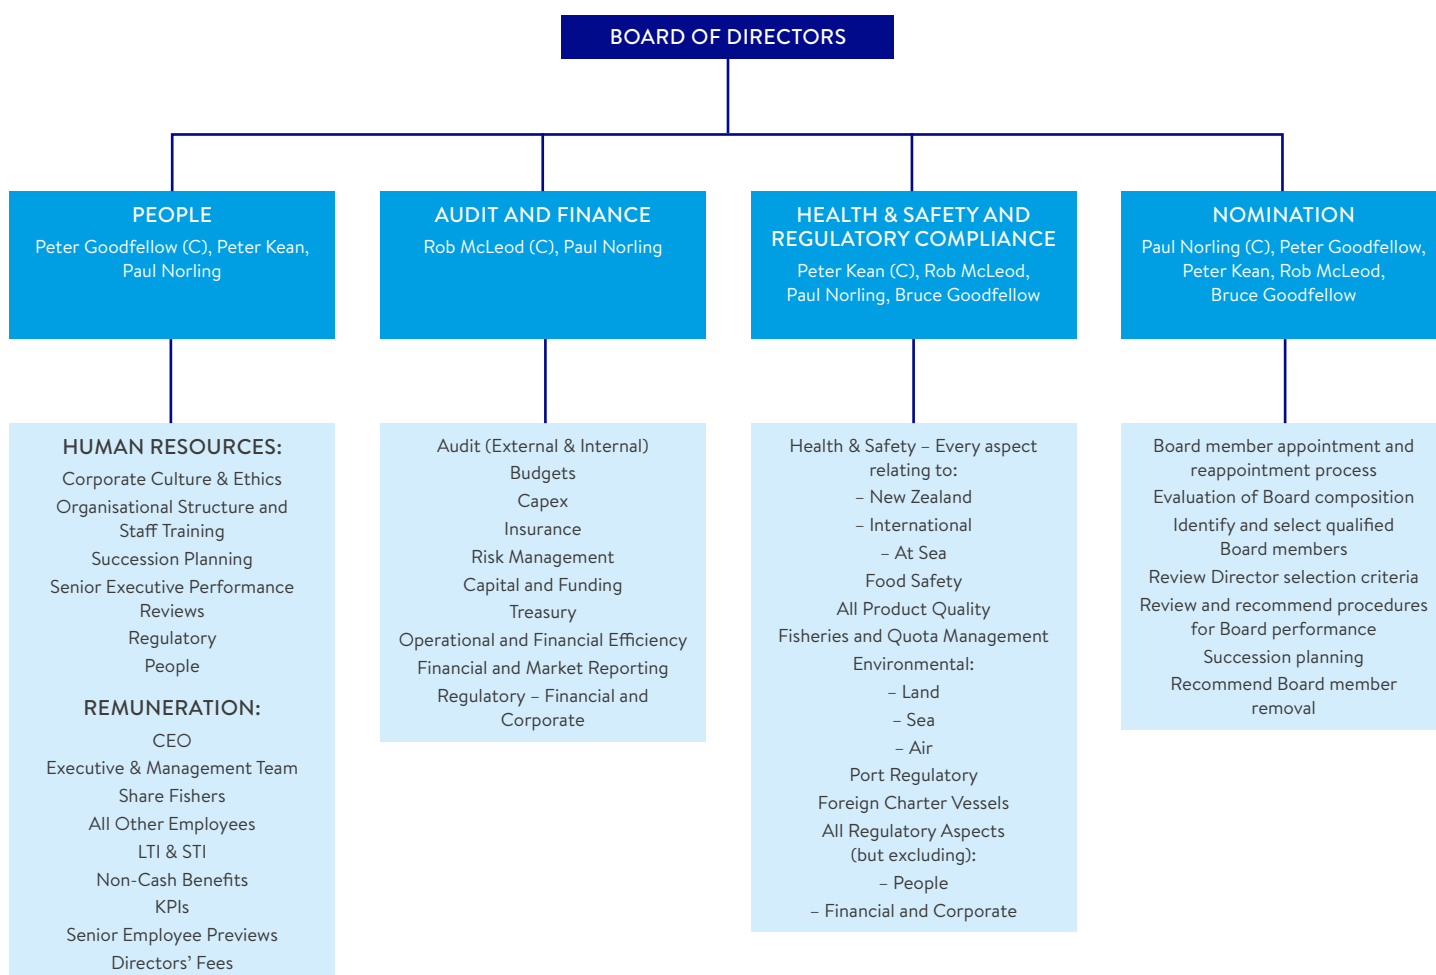 BOARD OF DIRECTORS
PEOPLE
Peter Goodfellow (C), Peter Kean,
Paul Norling
AUDIT AND FINANCE
Rob McLeod (C), Paul Norling
HEALTH & SAFETY AND
REGULATORY COMPLIANCE
Peter Kean (C), Rob McLeod,
Paul Norling, Bruce Goodfellow
NOMINATION
Paul Norling (C), Peter Goodfellow,
Peter Kean, Rob McLeod,
Bruce Goodfellow
HUMAN RESOURCES:
Corporate Culture & Ethics
Organisational Structure and
Staff Training
Succession Planning
Senior Executive Performance
Reviews
Regulatory
People
REMUNERATION:
CEO
Executive & Management Team
Share Fishers
All Other Employees
LTI & STI
Non-Cash Benefits
KPIs
Senior Employee Previews
Directors’ Fees
Audit (External & Internal)
Budgets
Capex
Insurance
Risk Management
Capital and Funding
Treasury
Operational and Financial Efficiency
Financial and Market Reporting
Regulatory – Financial and
Corporate
Health & Safety – Every aspect
relating to:
– New Zealand
– International
– At Sea
Food Safety
All Product Quality
Fisheries and Quota Management
Environmental:
– Land
– Sea
– Air
Port Regulatory
Foreign Charter Vessels
All Regulatory Aspects
(but excluding):
– People
– Financial and Corporate
Board member appointment and
reappointment process
Evaluation of Board composition
Identify and select qualified
Board members
Review Director selection criteria
Review and recommend procedures
for Board performance
Succession planning
Recommend Board member
removal